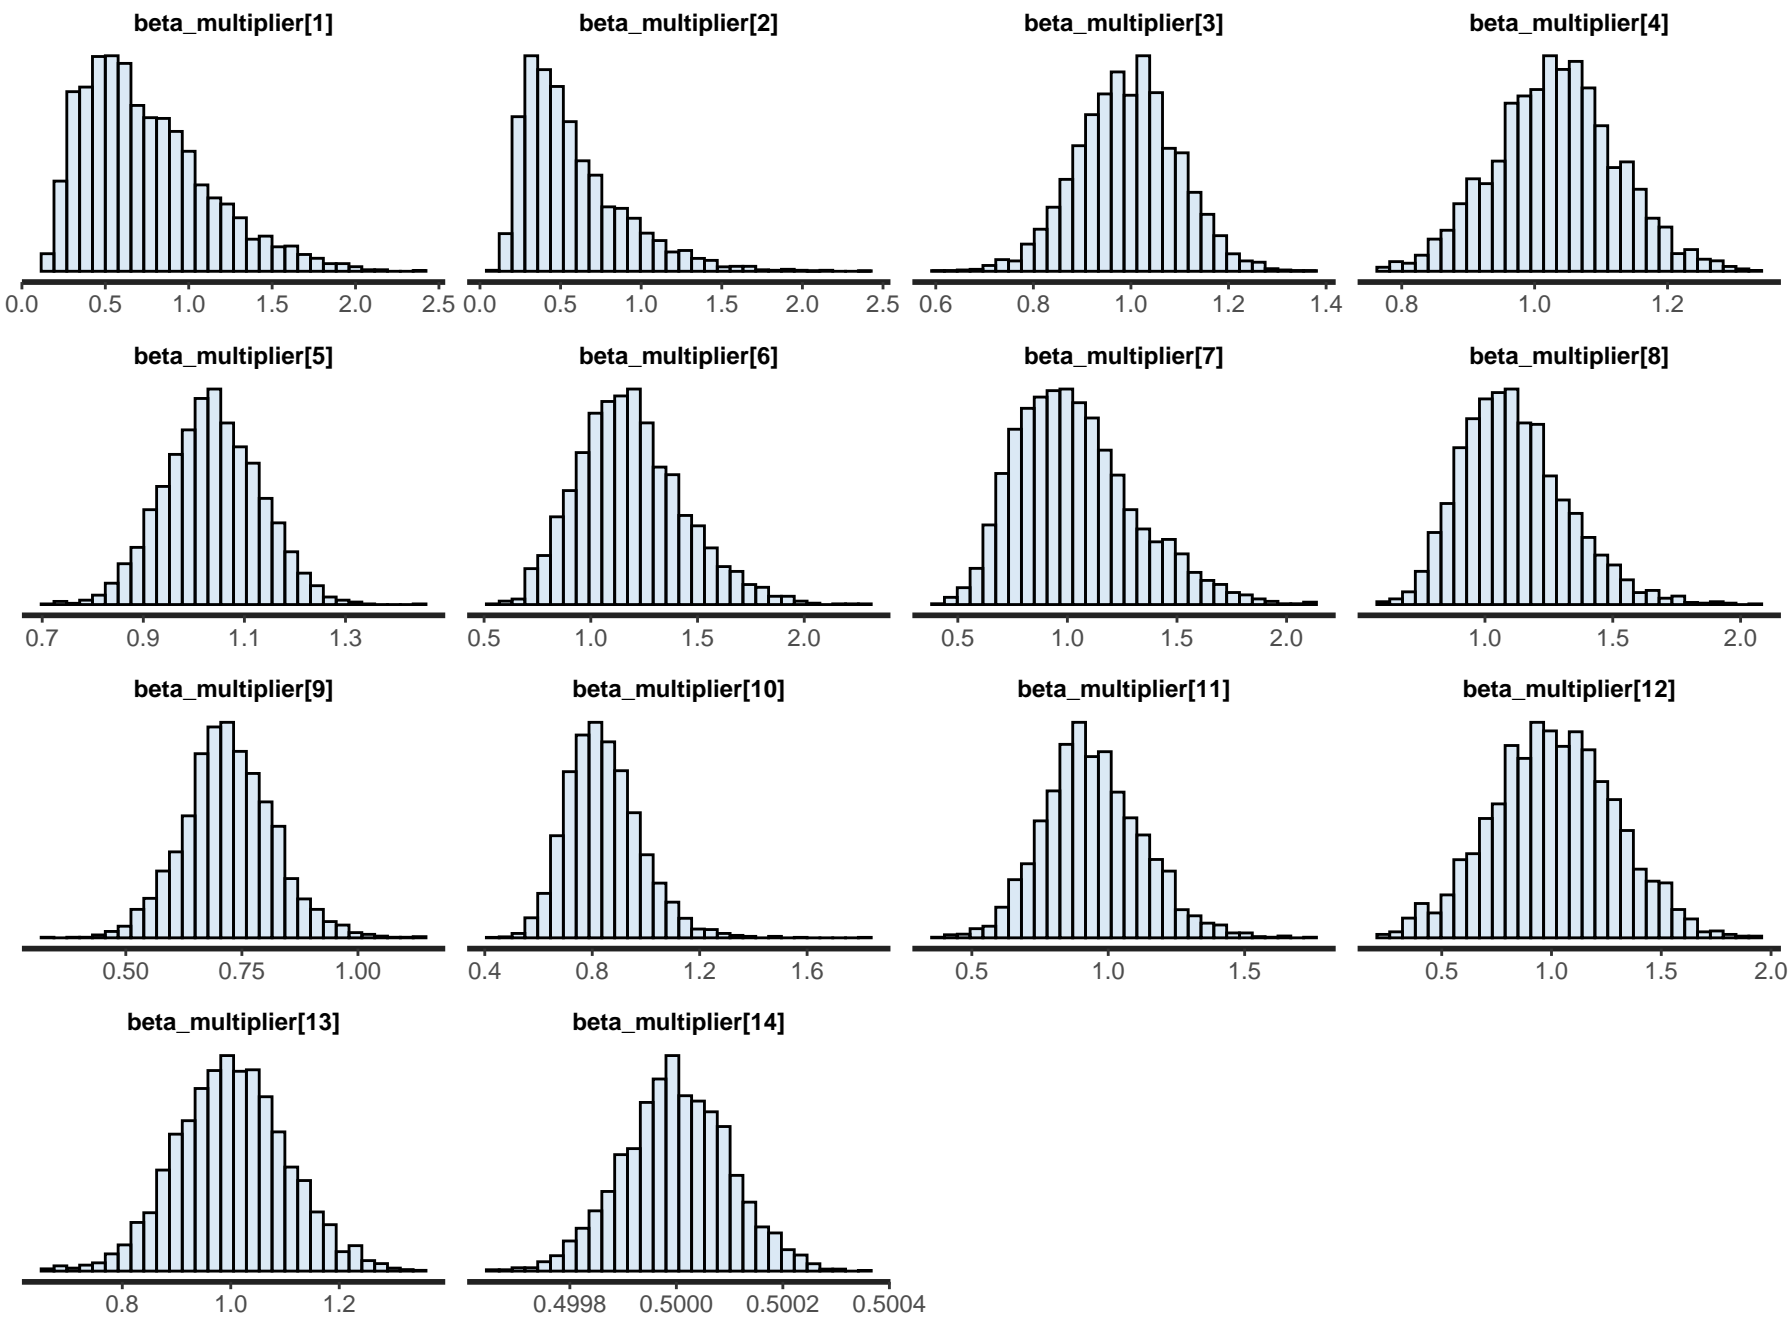 beta_multiplier[1] beta_multiplier[2] beta_multiplier[3] beta_multiplier[4]
0.0 0.5 1.0 1.5 2.0 2.5 0.0 0.5 1.0 1.5 2.0 2.5 0.6 0.8 1.0 1.2 1.4 0.8 1.0 1.2
beta_multiplier[5] beta_multiplier[6] beta_multiplier[7] beta_multiplier[8]
0.7 0.9 1.1 1.3 0.5 1.0 1.5 2.0 0.5 1.0 1.5 2.0 1.0 1.5 2.0
beta_multiplier[9] beta_multiplier[10] beta_multiplier[11] beta_multiplier[12]
0.50 0.75 1.00 0.4 0.8 1.2 1.6 0.5 1.0 1.5 0.5 1.0 1.5 2.0
beta_multiplier[13] beta_multiplier[14]
0.8 1.0 1.2 0.4998 0.5000 0.5002 0.5004